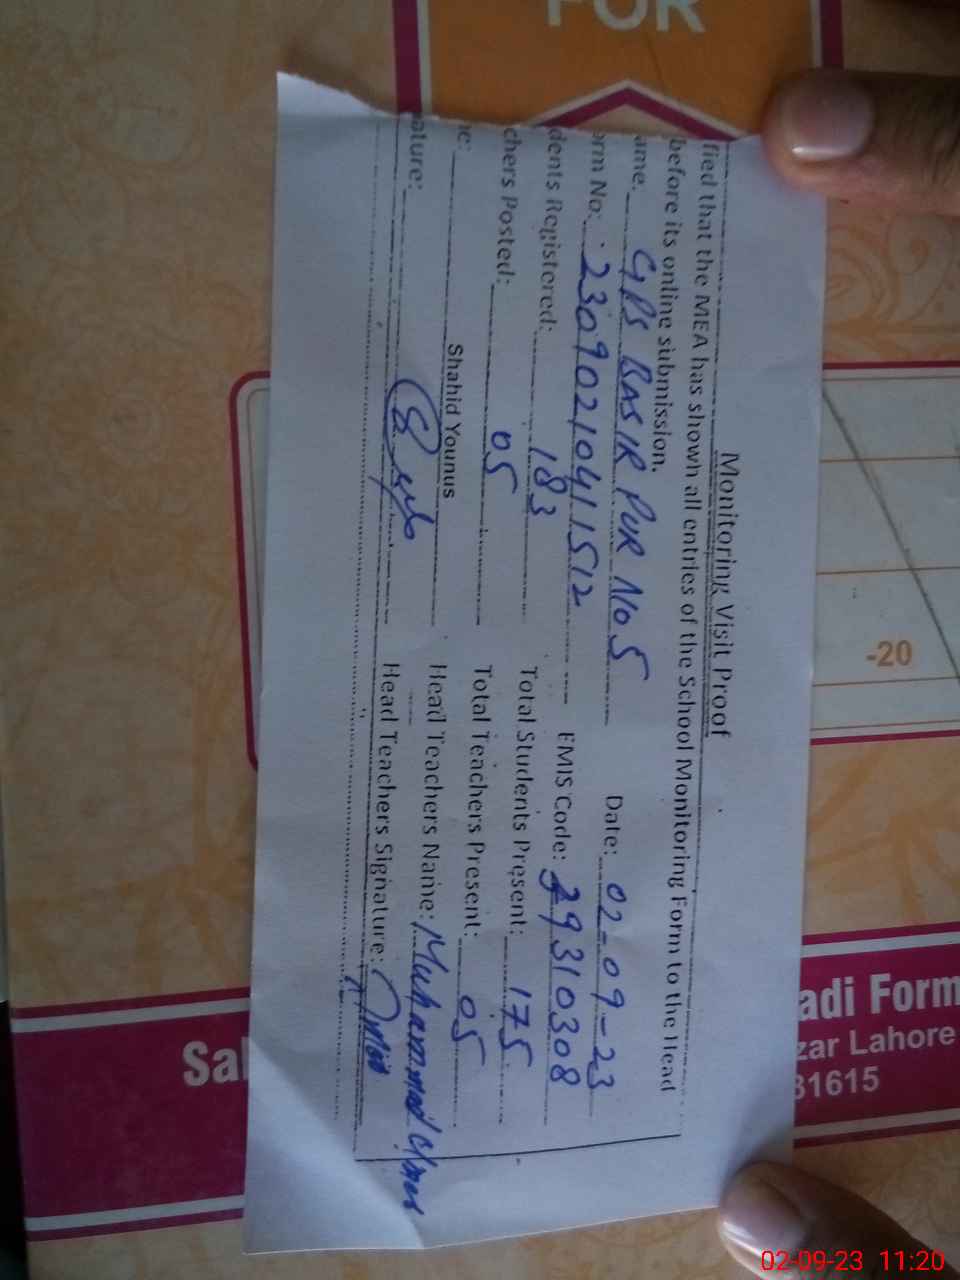 FOR
Monitoring Visit Proof
fied that the MEA has shown all entries of the School Monitoring Form to the Head
before its online submission.
ame: GPS BASIR PUR No 5 Date: 02-09-23
orm No: 23090210411512 EMIS Code: 39310308
dents Registered: 183 Total Students Present: 175
chers Posted: 05 Total Teachers Present: 05
e: Shahid Younus Head Teachers Name: Muhammad
ature: Head Teachers Signature:
-20
Sal
adi Form
zar Lahore
31615
02-09-23 11:20